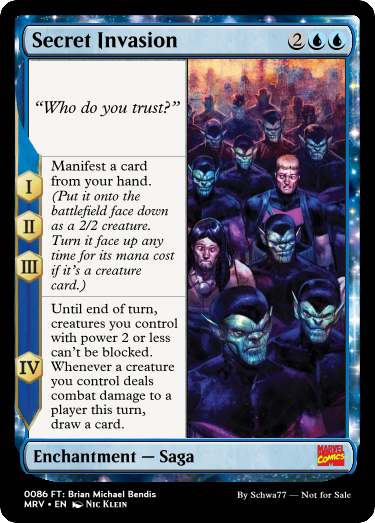 Secret Invasion 2
“Who do you trust?”
I
II
III
Manifest a card
from your hand.
(Put it onto the
battlefield face down
as a 2/2 creature.
Turn it face up any
time for its mana cost
if it’s a creature
card.)
IV
Until end of turn,
creatures you control
with power 2 or less
can’t be blocked.
Whenever a creature
you control deals
combat damage to a
player this turn,
draw a card.
Enchantment — Saga
MARVEL
COMICS
0086 FT: Brian Michael Bendis
MRV • EN Nic Klein
By Schwa77 — Not for Sale